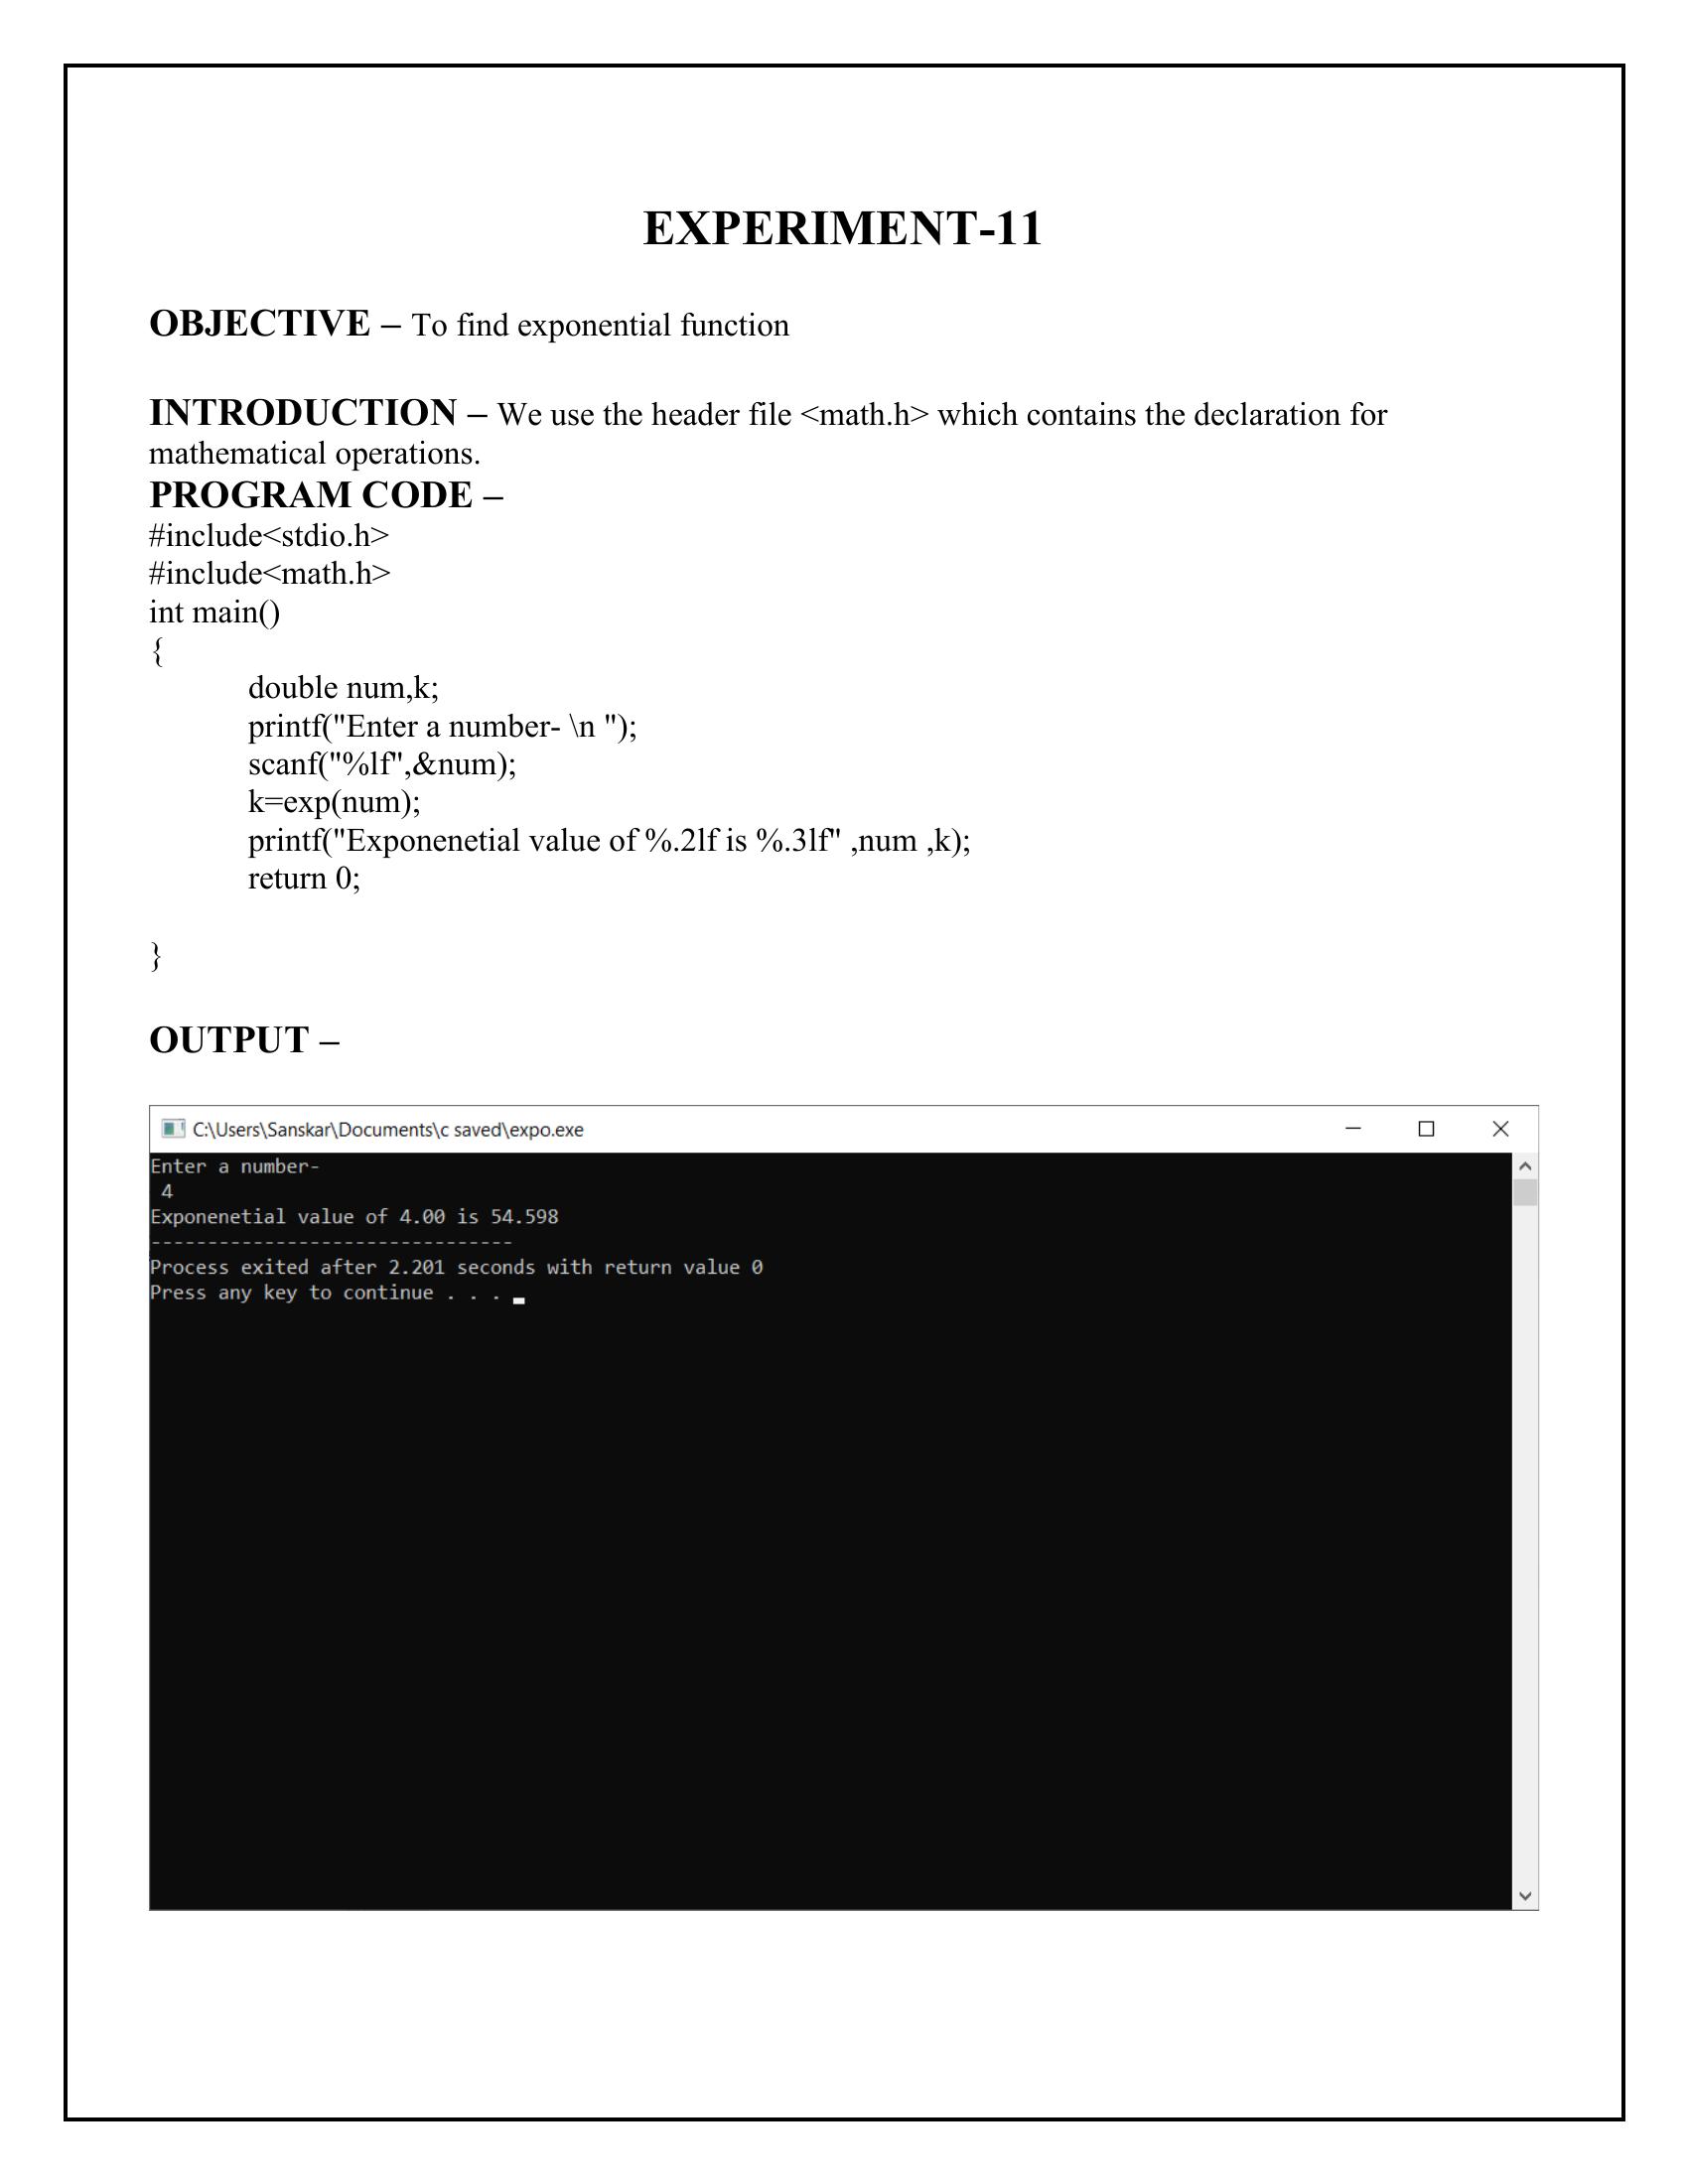 EXPERIMENT-11
OBJECTIVE – To find exponential function
INTRODUCTION – We use the header file <math.h> which contains the declaration for
mathematical operations.
PROGRAM CODE –
#include<stdio.h>
#include<math.h>
int main()
{
double num,k;
printf("Enter a number- \n ");
scanf("%lf",&num);
k=exp(num);
printf("Exponenetial value of %.2lf is %.3lf" ,num ,k);
return 0;
}
OUTPUT –
C:\Users\Sanskar\Documents\c saved\expo.exe
Enter a number-
4
Exponenetial value of 4.00 is 54.598
--------------------------------
Process exited after 2.201 seconds with return value 0
Press any key to continue . . .